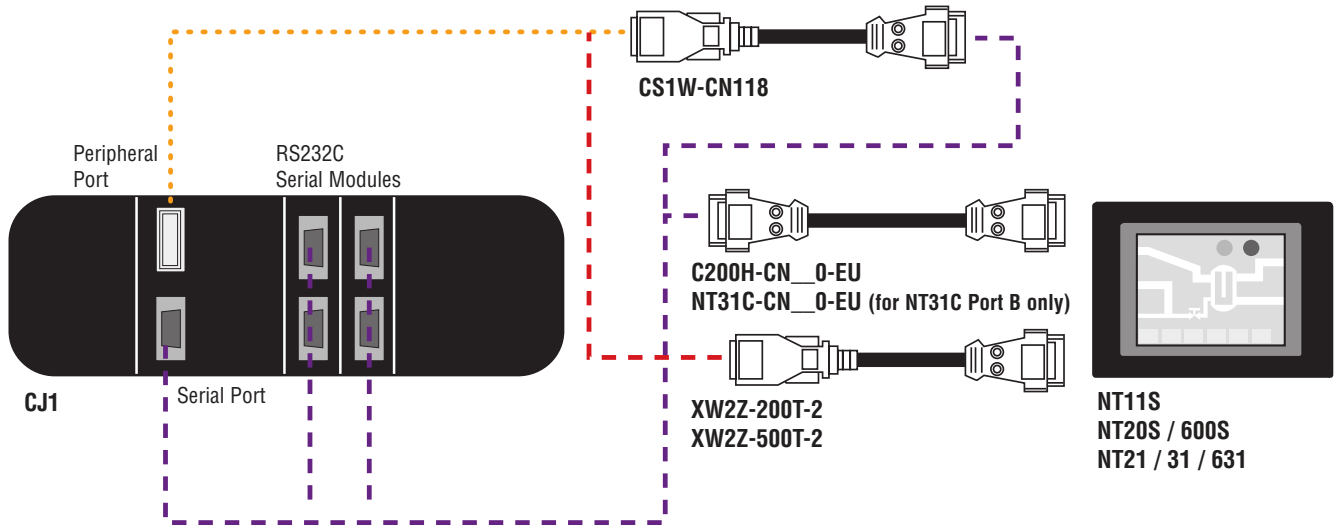 CS1W-CN118
Peripheral
Port
RS232C
Serial Modules
C200H-CN__0-EU
NT31C-CN__0-EU (for NT31C Port B only)
CJ1
Serial Port
XW2Z-200T-2
XW2Z-500T-2
NT11S
NT20S / 600S
NT21 / 31 / 631